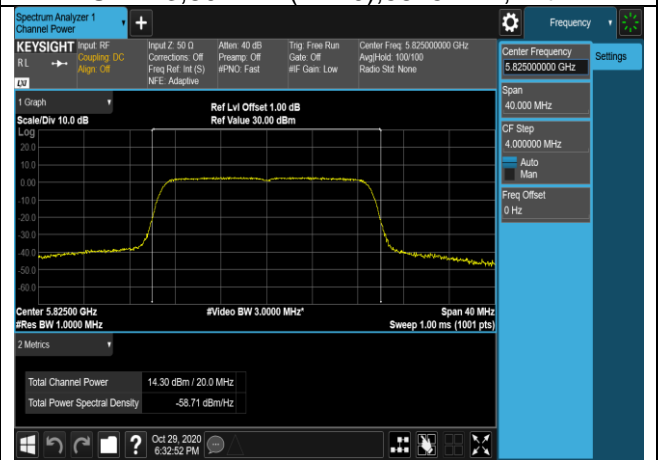 Spectrum Analyzer 1
Channel Power
Frequency
KEYSIGHT
RL
LXI
Input: RF
Coupling: DC
Align: Off
Input Z: 50 Ω
Corrections: Off
Freq Ref: Int (S)
NFE: Adaptive
Atten: 40 dB
Preamp: Off
#PNO: Fast
Trig: Free Run
Gate: Off
#IF Gain: Low
Center Freq: 5.825000000 GHz
Avg|Hold: 100/100
Radio Std: None
Center Frequency
5.825000000 GHz
Settings
Span
40.000 MHz
CF Step
4.000000 MHz
Auto
Man
Freq Offset
0 Hz
1 Graph
Scale/Div 10.0 dB
Ref Lvl Offset 1.00 dB
Ref Value 30.00 dBm
Log
20.0
10.0
0.00
-10.0
-20.0
-30.0
-40.0
-50.0
-60.0
Center 5.82500 GHz
#Video BW 3.0000 MHz*
Span 40 MHz
#Res BW 1.0000 MHz
Sweep 1.00 ms (1001 pts)
2 Metrics
Total Channel Power 14.30 dBm / 20.0 MHz
Total Power Spectral Density -58.71 dBm/Hz
?
Oct 29, 2020
6:32:52 PM